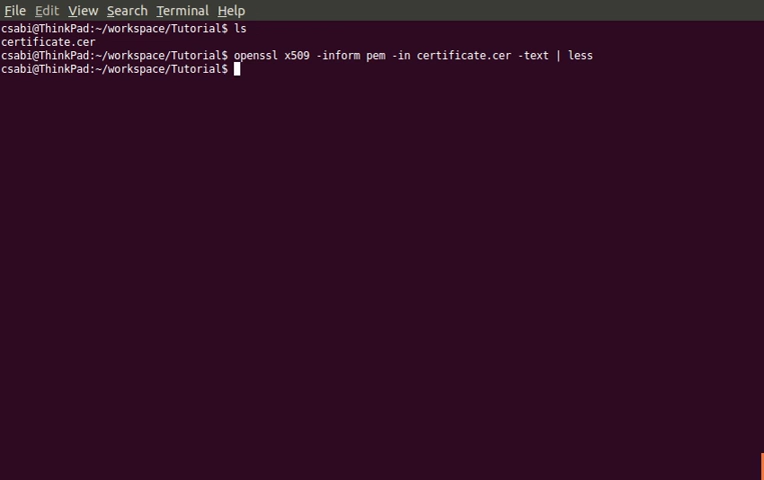 File Edit View Search Terminal Help
csabi@ThinkPad:~/workspace/Tutorial$ ls
certificate.cer
csabi@ThinkPad:~/workspace/Tutorial$ openssl x509 -inform pem -in certificate.cer -text | less
csabi@ThinkPad:~/workspace/Tutorial$